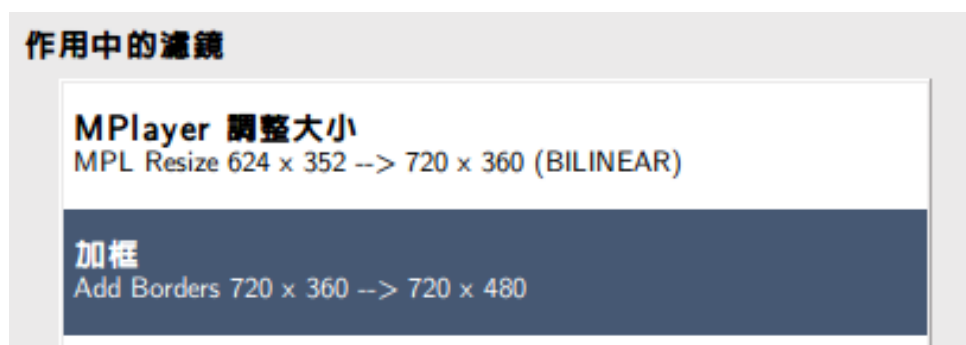 作用中的濾鏡
MPlayer 調整大小
MPL Resize 624 x 352 --> 720 x 360 (BILINEAR)
加框
Add Borders 720 x 360 --> 720 x 480